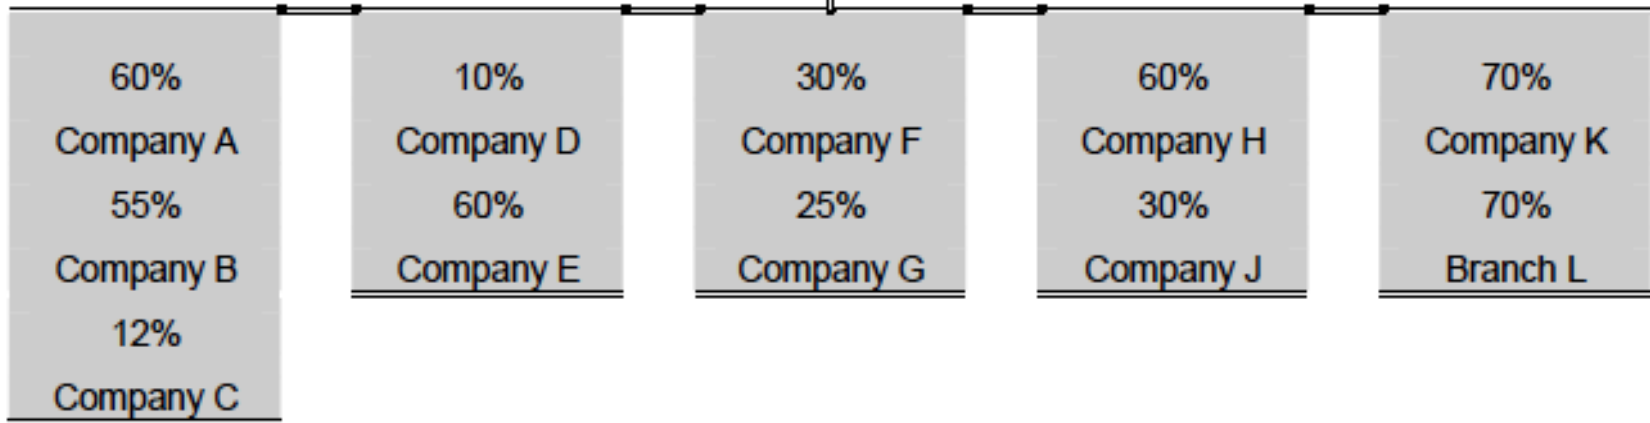 60%
Company A
55%
Company B
12%
Company C
10%
Company D
60%
Company E
30%
Company F
25%
Company G
60%
Company H
30%
Company J
70%
Company K
70%
Branch L